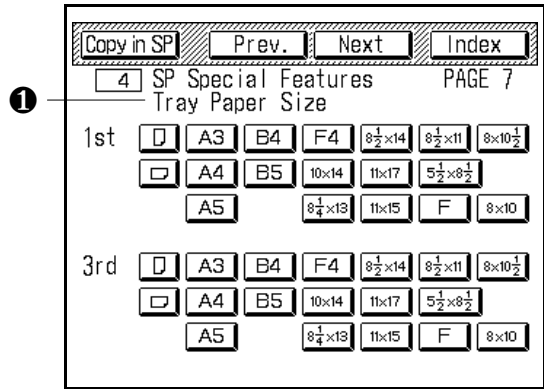 Copy in SP Prev. Next Index
4 SP Special Features PAGE 7
❶ Tray Paper Size
1st A3 B4 F4 8½×14 8½×11 8×10½
A4 B5 10×14 11×17 5½×8½
A5 8¼×13 11×15 F 8×10
3rd A3 B4 F4 8½×14 8½×11 8×10½
A4 B5 10×14 11×17 5½×8½
A5 8¼×13 11×15 F 8×10